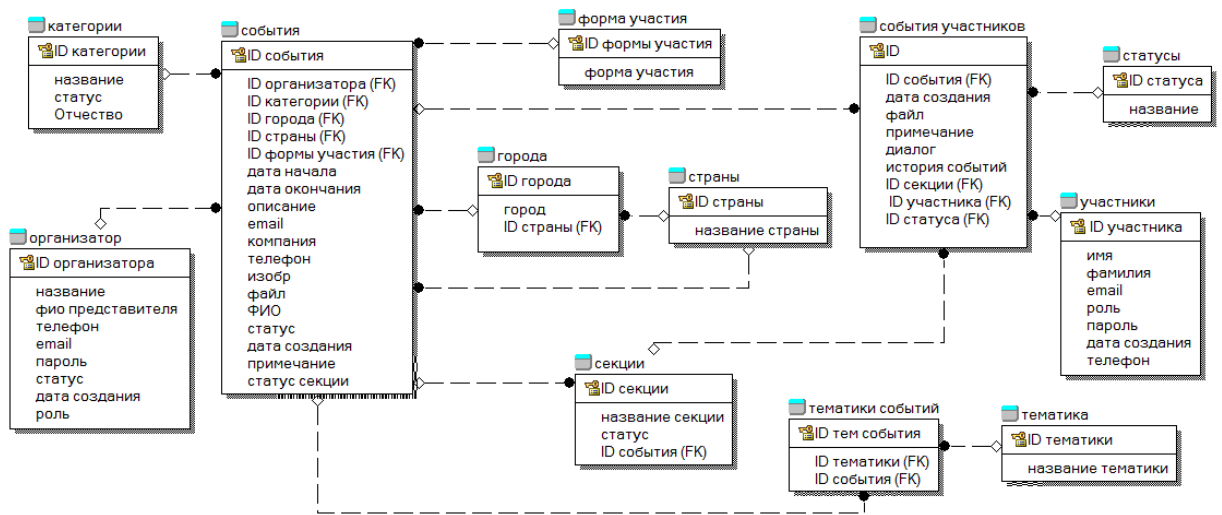 категории
ID категории
название
статус
Отчество
события
ID события
ID организатора (FK)
ID категории (FK)
ID города (FK)
ID страны (FK)
ID формы участия (FK)
дата начала
дата окончания
описание
email
компания
телефон
изобр
файл
ФИО
статус
дата создания
примечание
статус секции
форма участия
ID формы участия
форма участия
события участников
ID
ID события (FK)
дата создания
файл
примечание
диалог
история событий
ID секции (FK)
ID участника (FK)
ID статуса (FK)
статусы
ID статуса
название
города
ID города
город
ID страны (FK)
страны
ID страны
название страны
участники
ID участника
имя
фамилия
email
роль
пароль
дата создания
телефон
организатор
ID организатора
название
фио представителя
телефон
email
пароль
статус
дата создания
роль
секции
ID секции
название секции
статус
ID события (FK)
тематики событий
ID тем события
ID тематики (FK)
ID события (FK)
тематика
ID тематики
название тематики